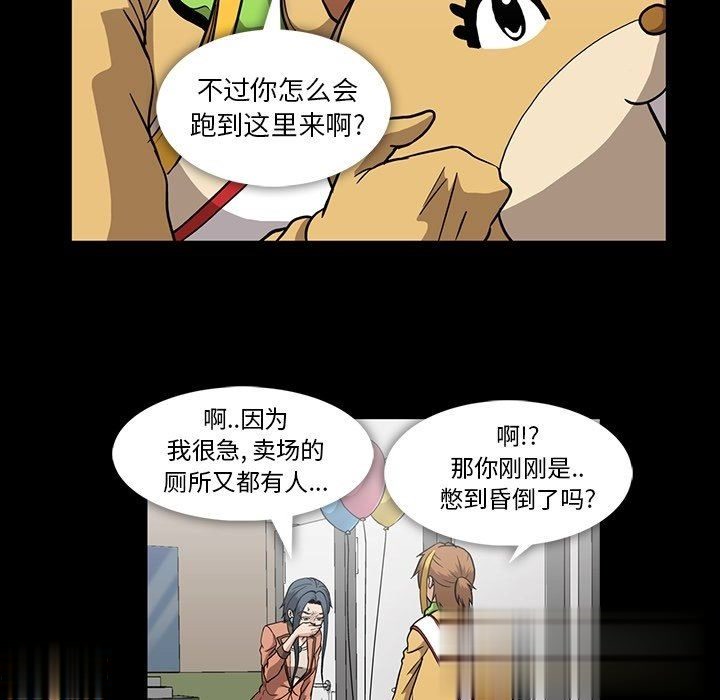 不过你怎么会
跑到这里来啊?
啊..因为
我很急, 卖场的
厕所又都有人...
啊!?
那你刚刚是..
憋到昏倒了吗?